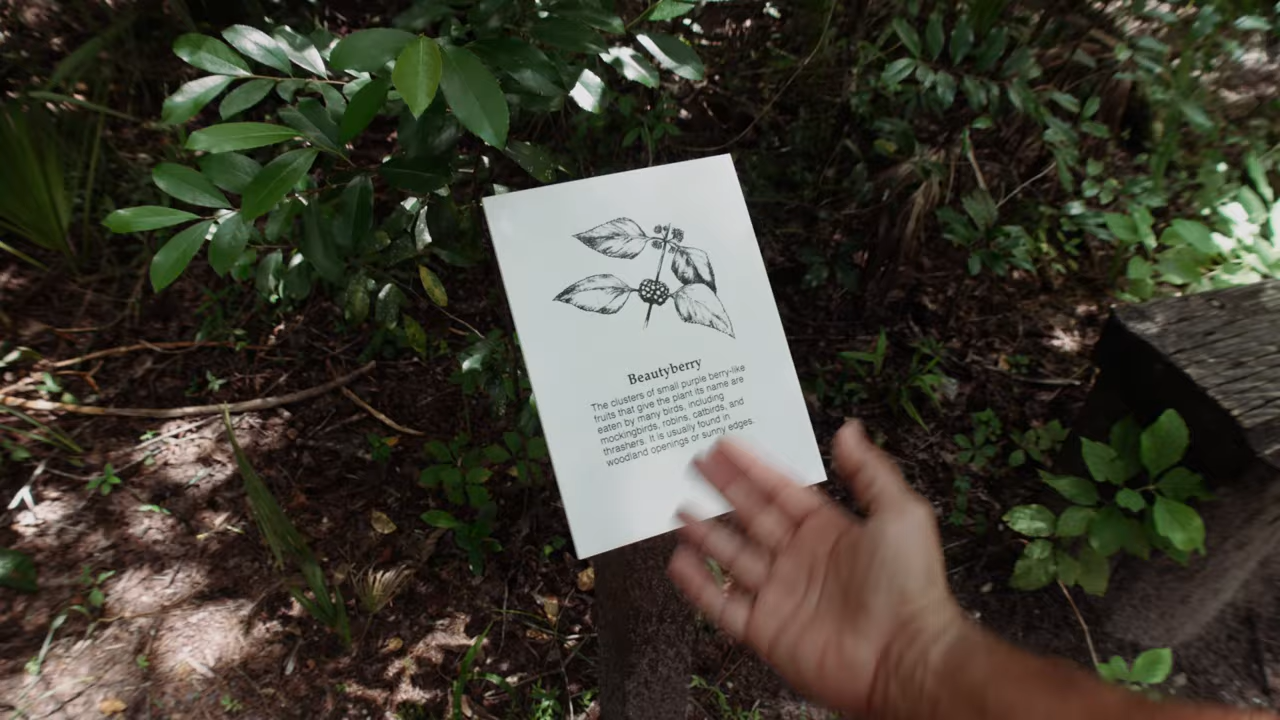 Beautyberry
The clusters of small purple berry-like
fruits that give the plant its name are
eaten by many birds, including
mockingbirds, robins, catbirds, and
thrashers. It is usually found in
woodland openings or sunny edges.